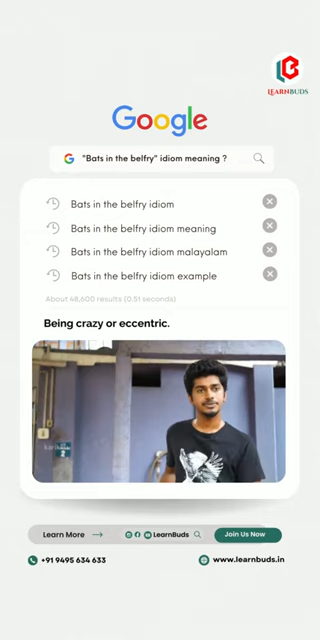 LEARNBUDS
Google
"Bats in the belfry" idiom meaning ?
Bats in the belfry idiom
Bats in the belfry idiom meaning
Bats in the belfry idiom malayalam
Bats in the belfry idiom example
About 48,600 results (0.51 seconds)
Being crazy or eccentric.
2
Learn More
LearnBuds
Join Us Now
+91 9495 634 633
www.learnbuds.in